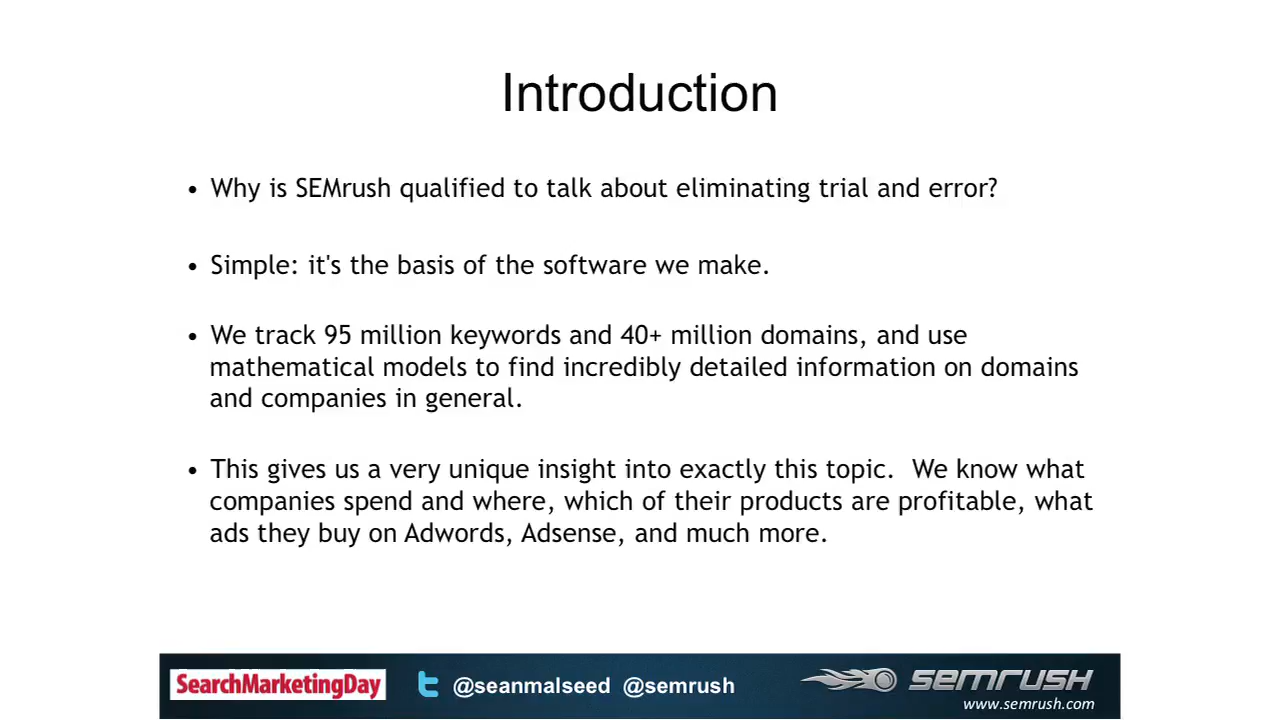 Introduction
• Why is SEMrush qualified to talk about eliminating trial and error?
• Simple: it's the basis of the software we make.
• We track 95 million keywords and 40+ million domains, and use
mathematical models to find incredibly detailed information on domains
and companies in general.
• This gives us a very unique insight into exactly this topic.  We know what
companies spend and where, which of their products are profitable, what
ads they buy on Adwords, Adsense, and much more.
SearchMarketingDay
@seanmalseed @semrush
SEMRUSH
www.semrush.com